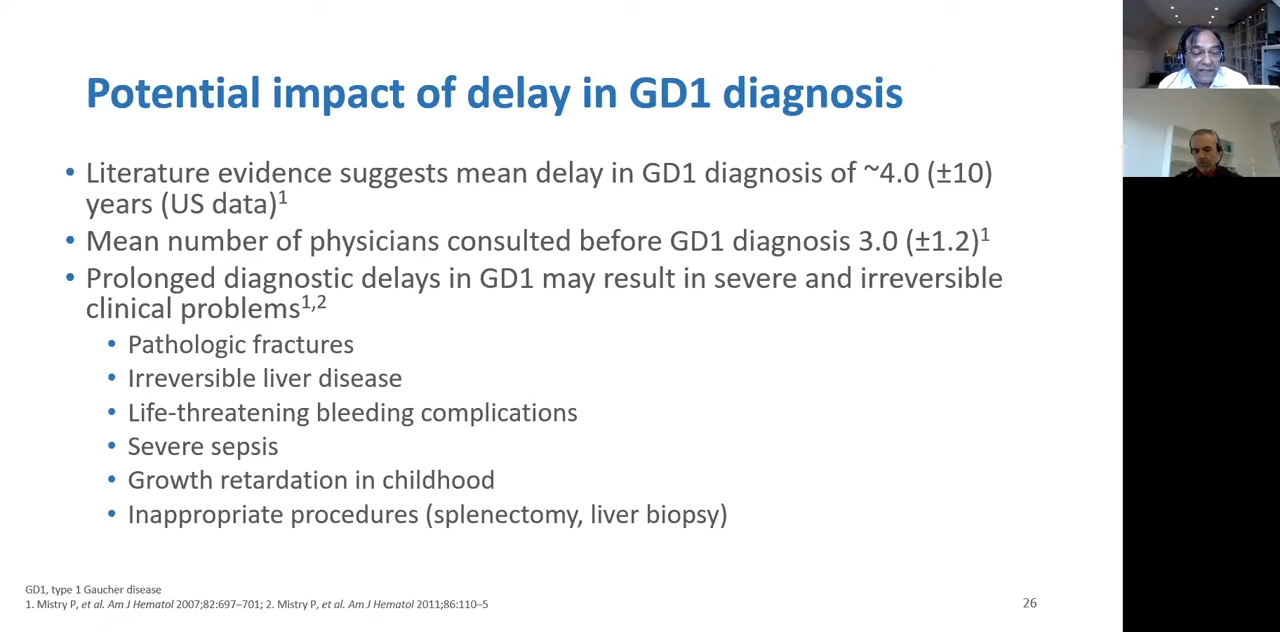 Potential impact of delay in GD1 diagnosis
• Literature evidence suggests mean delay in GD1 diagnosis of ~4.0 (±10)
years (US data)¹
• Mean number of physicians consulted before GD1 diagnosis 3.0 (±1.2)¹
• Prolonged diagnostic delays in GD1 may result in severe and irreversible
clinical problems¹,²
• Pathologic fractures
• Irreversible liver disease
• Life-threatening bleeding complications
• Severe sepsis
• Growth retardation in childhood
• Inappropriate procedures (splenectomy, liver biopsy)
GD1, type 1 Gaucher disease
1. Mistry P, et al. Am J Hematol 2007;82:697–701; 2. Mistry P, et al. Am J Hematol 2011;86:110–5
26